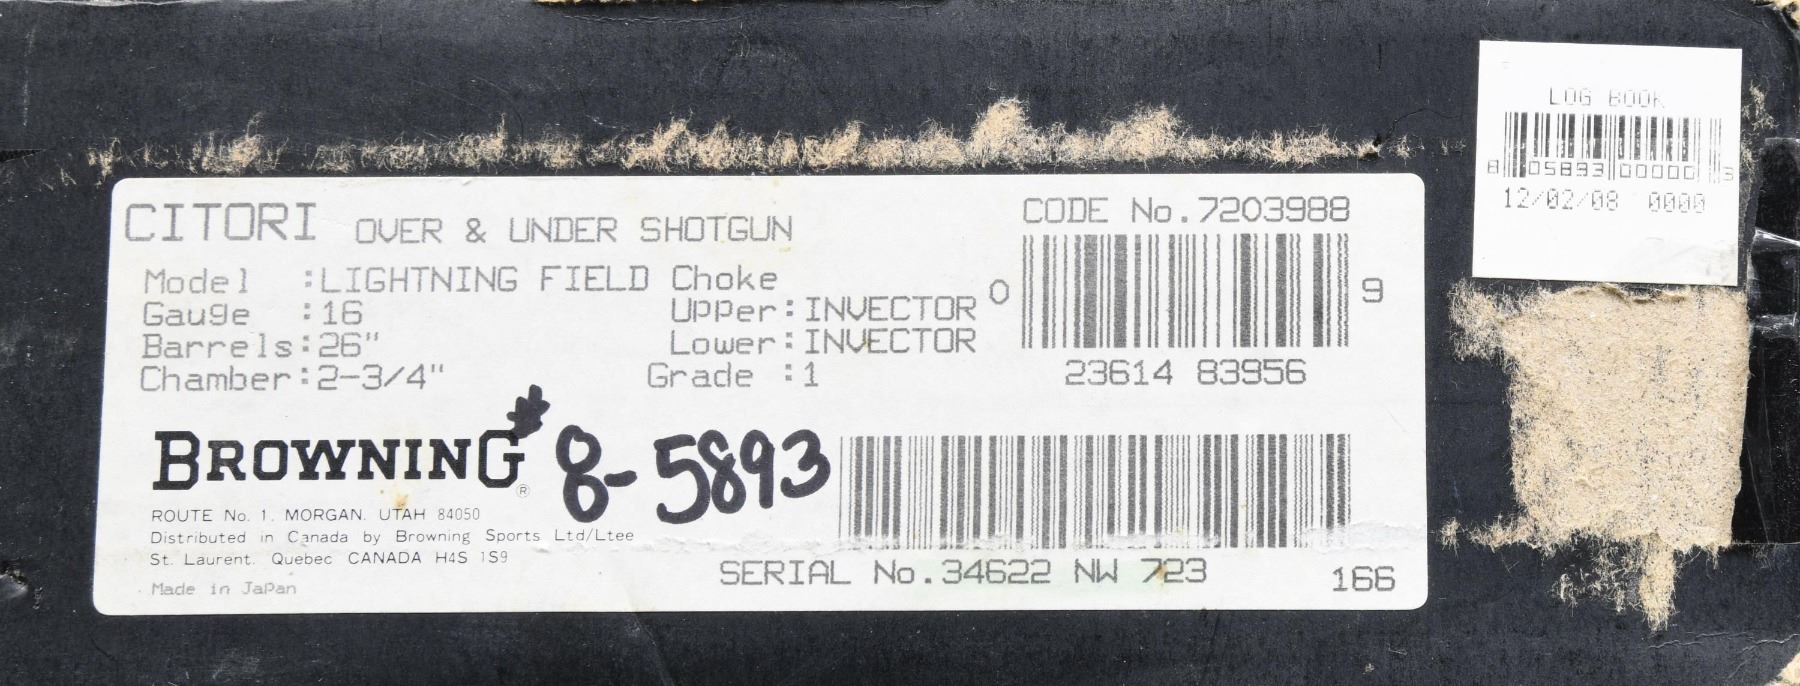 LOG BOOK
8 05893 00000 3
12/02/08 0000
CITORI OVER & UNDER SHOTGUN
CODE No.7203988
Model :LIGHTNING FIELD Choke
Gauge :16 Upper:INVECTOR
Barrels:26" Lower:INVECTOR
Chamber:2-3/4" Grade :1
0 9
23614 83956
BROWNING®
# 8-5893
ROUTE No. 1, MORGAN, UTAH 84050
Distributed in Canada by Browning Sports Ltd/Ltee
St. Laurent, Quebec CANADA H4S 1S9
Made in Japan
SERIAL No.34622 NW 723
166